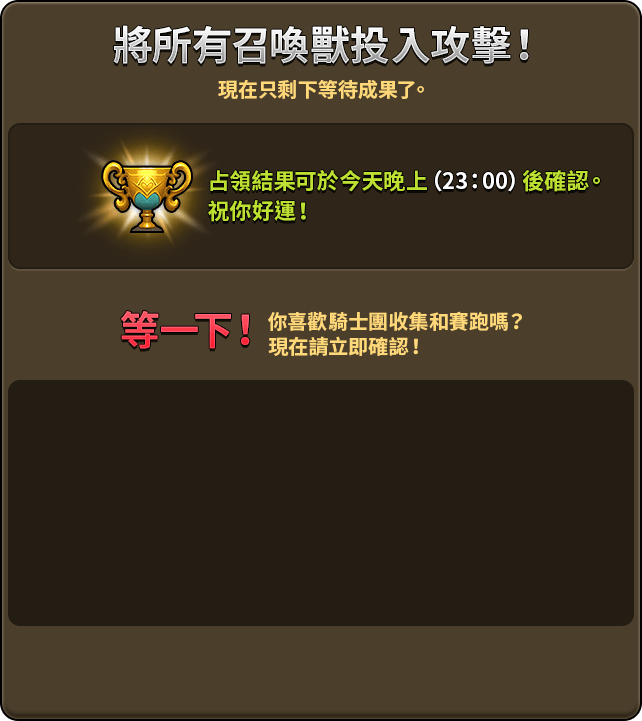 將所有召喚獸投入攻擊！
現在只剩下等待成果了。
占領結果可於今天晚上 (23：00) 後確認。
祝你好運！
等一下！
你喜歡騎士團收集和賽跑嗎？
現在請立即確認！